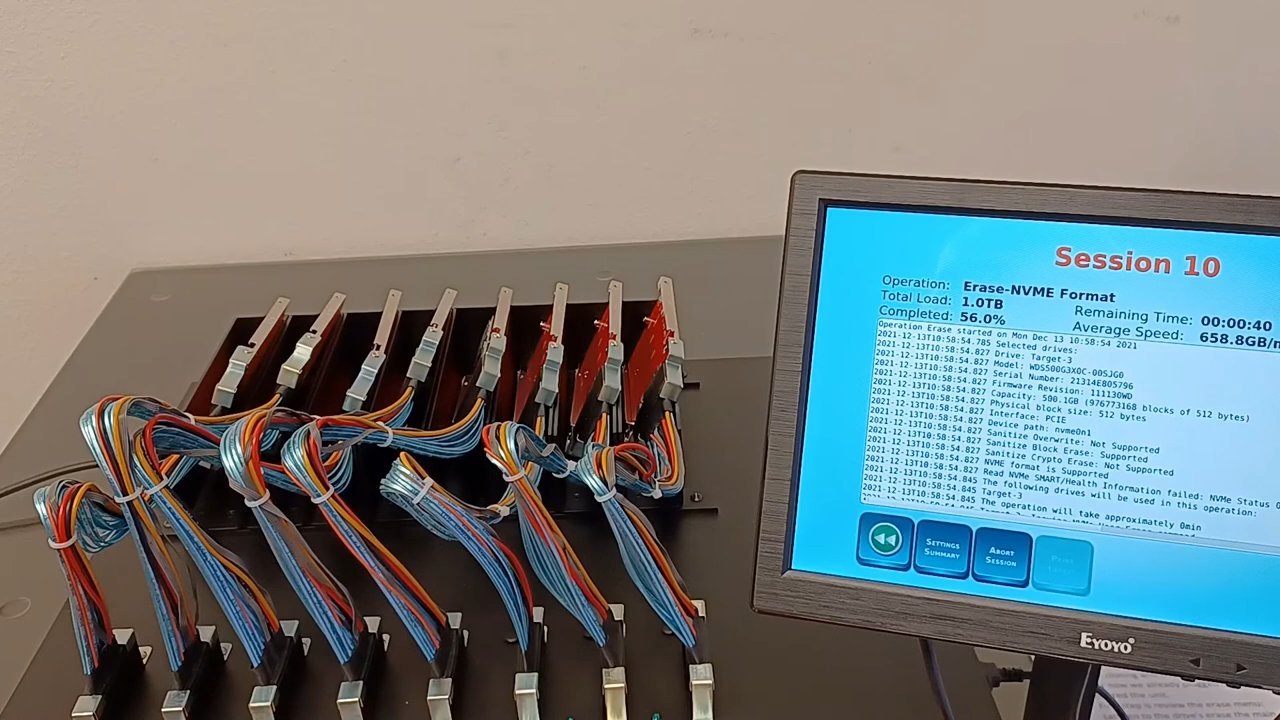 Session 10
Operation: Erase-NVME Format
Total Load: 1.0TB
Remaining Time: 00:00:40
Completed: 56.0%
Average Speed: 658.8GB/m
Operation Erase started on Mon Dec 13 10:58:54 2021
2021-12-13T10:58:54.785 Selected drives:
2021-12-13T10:58:54.827 Drive: Target-3
2021-12-13T10:58:54.827 Model: WDS500G3X0C-00SJG0
2021-12-13T10:58:54.827 Serial Number: 21314E805796
2021-12-13T10:58:54.827 Firmware Revision: 111130WD
2021-12-13T10:58:54.827 Capacity: 500.1GB (976773168 blocks of 512 bytes)
2021-12-13T10:58:54.827 Physical block size: 512 bytes
2021-12-13T10:58:54.827 Interface: PCIE
2021-12-13T10:58:54.827 Device path: nvme0n1
2021-12-13T10:58:54.827 Sanitize Overwrite: Not Supported
2021-12-13T10:58:54.827 Sanitize Block Erase: Supported
2021-12-13T10:58:54.827 Sanitize Crypto Erase: Not Supported
2021-12-13T10:58:54.827 NVME format is Supported
2021-12-13T10:58:54.845 Read NVME SMART/Health Information failed: NVMe Status
2021-12-13T10:58:54.845 The following drives will be used in this operation:
2021-12-13T10:58:54.845 Target-3
2021-12-13T10:58:54.845 The operation will take approximately 0min
SETTINGS SUMMARY
ABORT SESSION
EYOYO